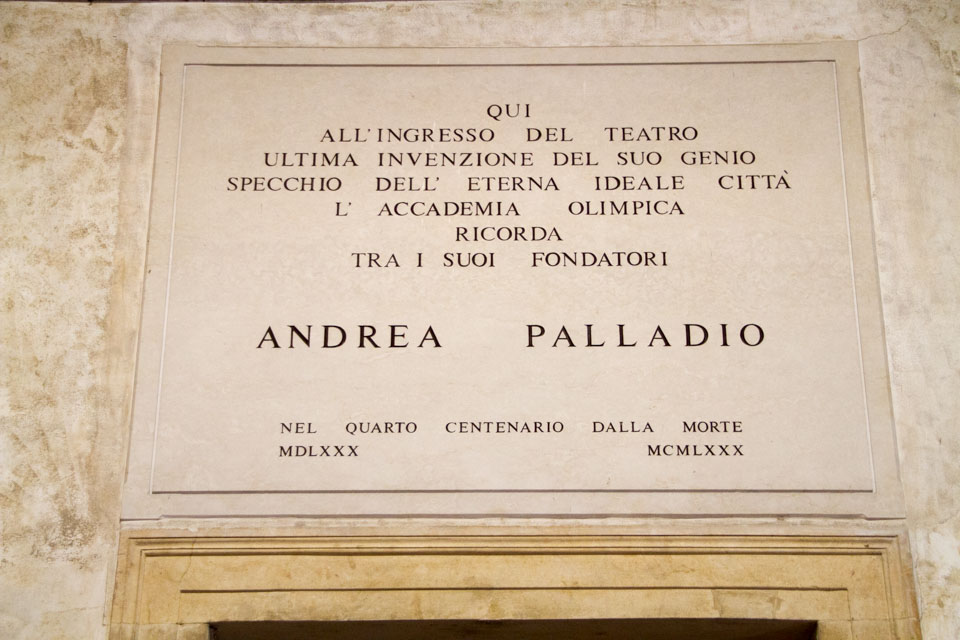 QUI
ALL'INGRESSO DEL TEATRO
ULTIMA INVENZIONE DEL SUO GENIO
SPECCHIO DELL' ETERNA IDEALE CITTÀ
L' ACCADEMIA OLIMPICA
RICORDA
TRA I SUOI FONDATORI
ANDREA PALLADIO
NEL QUARTO CENTENARIO DALLA MORTE
MDLXXX MCMLXXX